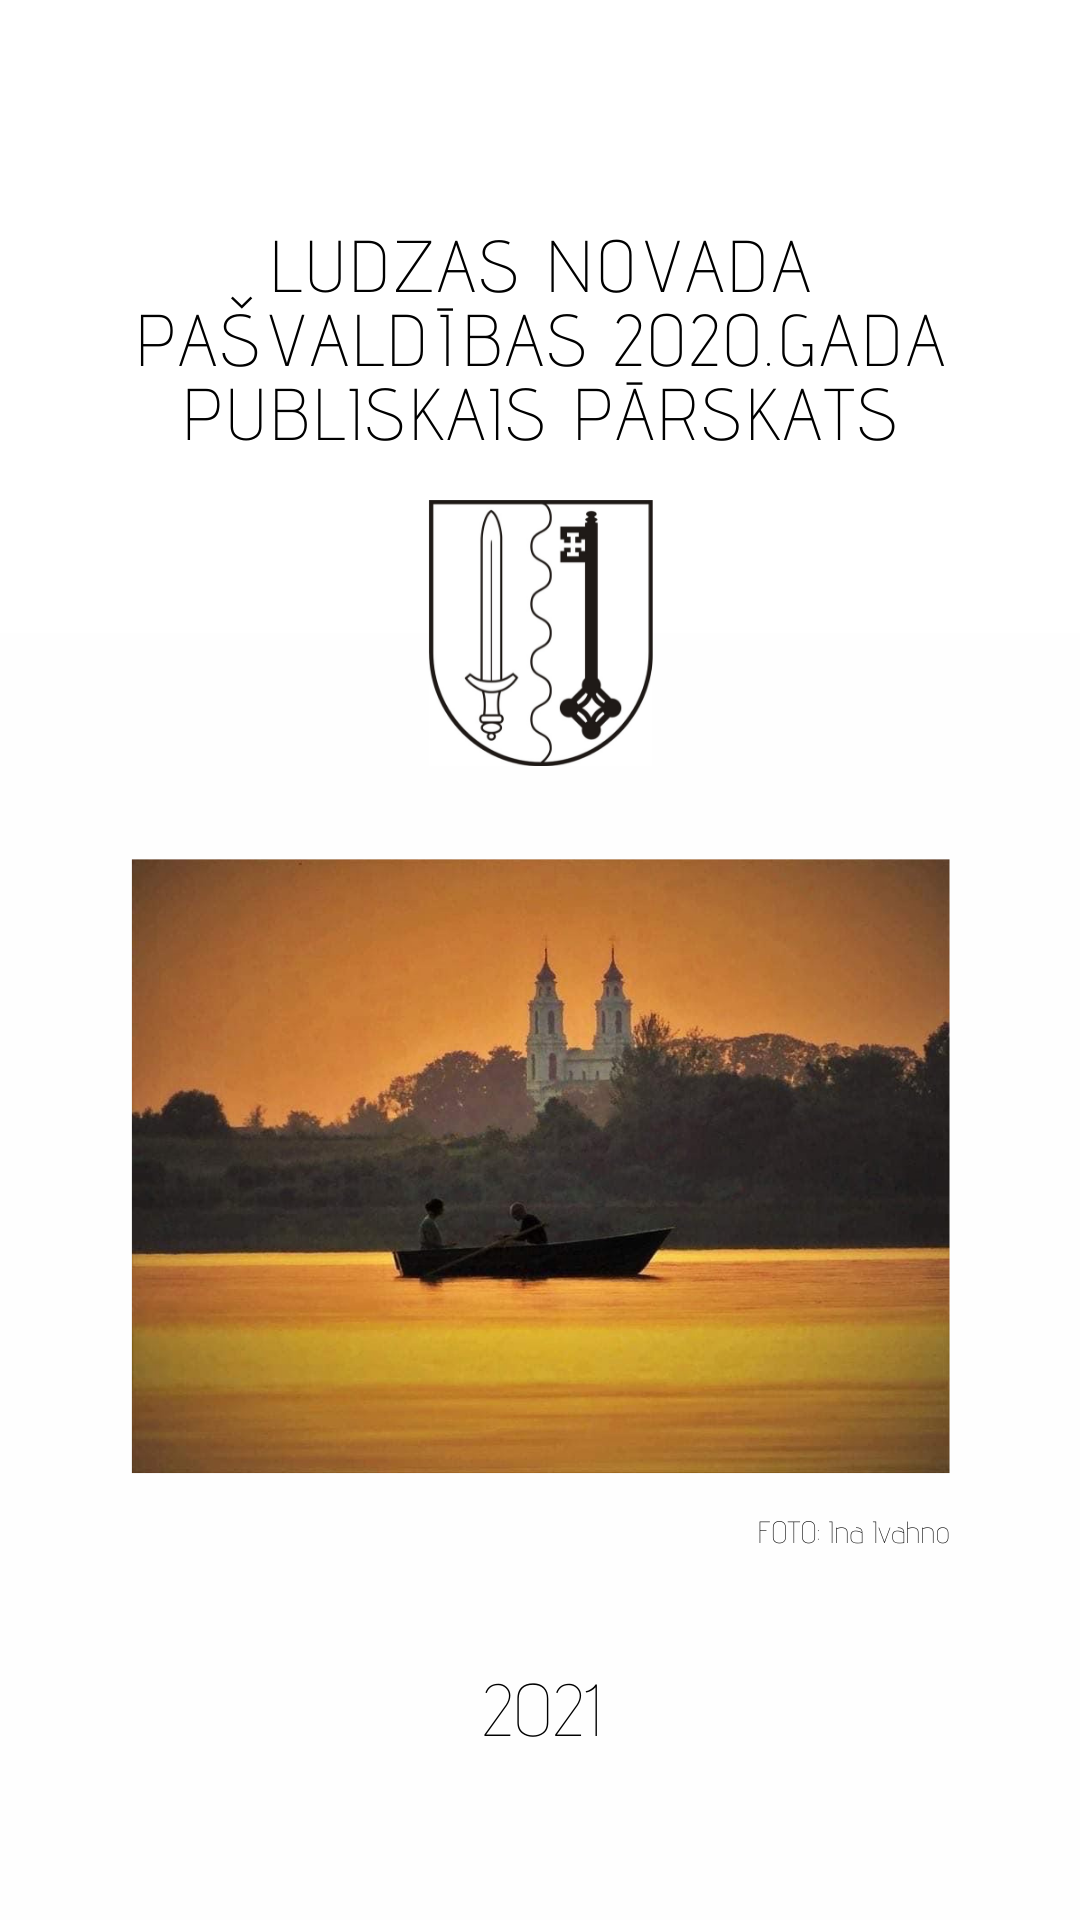 LUDZAS NOVADA
PAŠVALDĪBAS 2020.GADA
PUBLISKAIS PĀRSKATS
FOTO: Ina Ivahno
2021